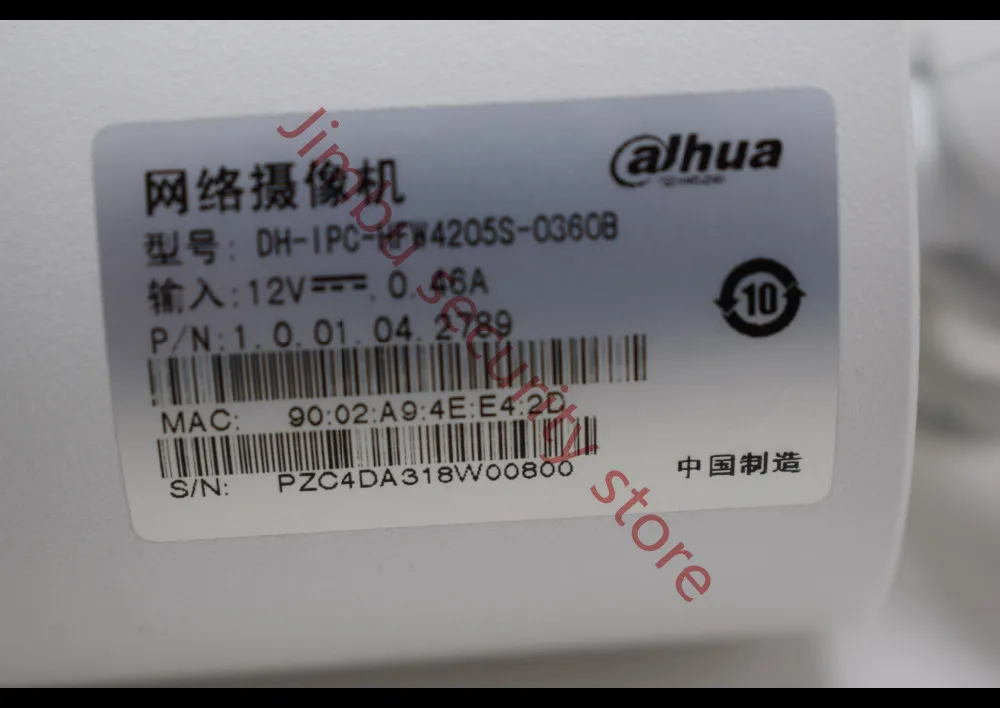 alhua
TECHNOLOGY
网络摄像机
型号: DH-IPC-HFW4205S-0360B
输入:12V⎓, 0.46A
10
P/N:1.0.01.04.2789
MAC: 90:02:A9:4E:E4:2D
S/N: PZC4DA318W00800
中国制造
Jimbu security store